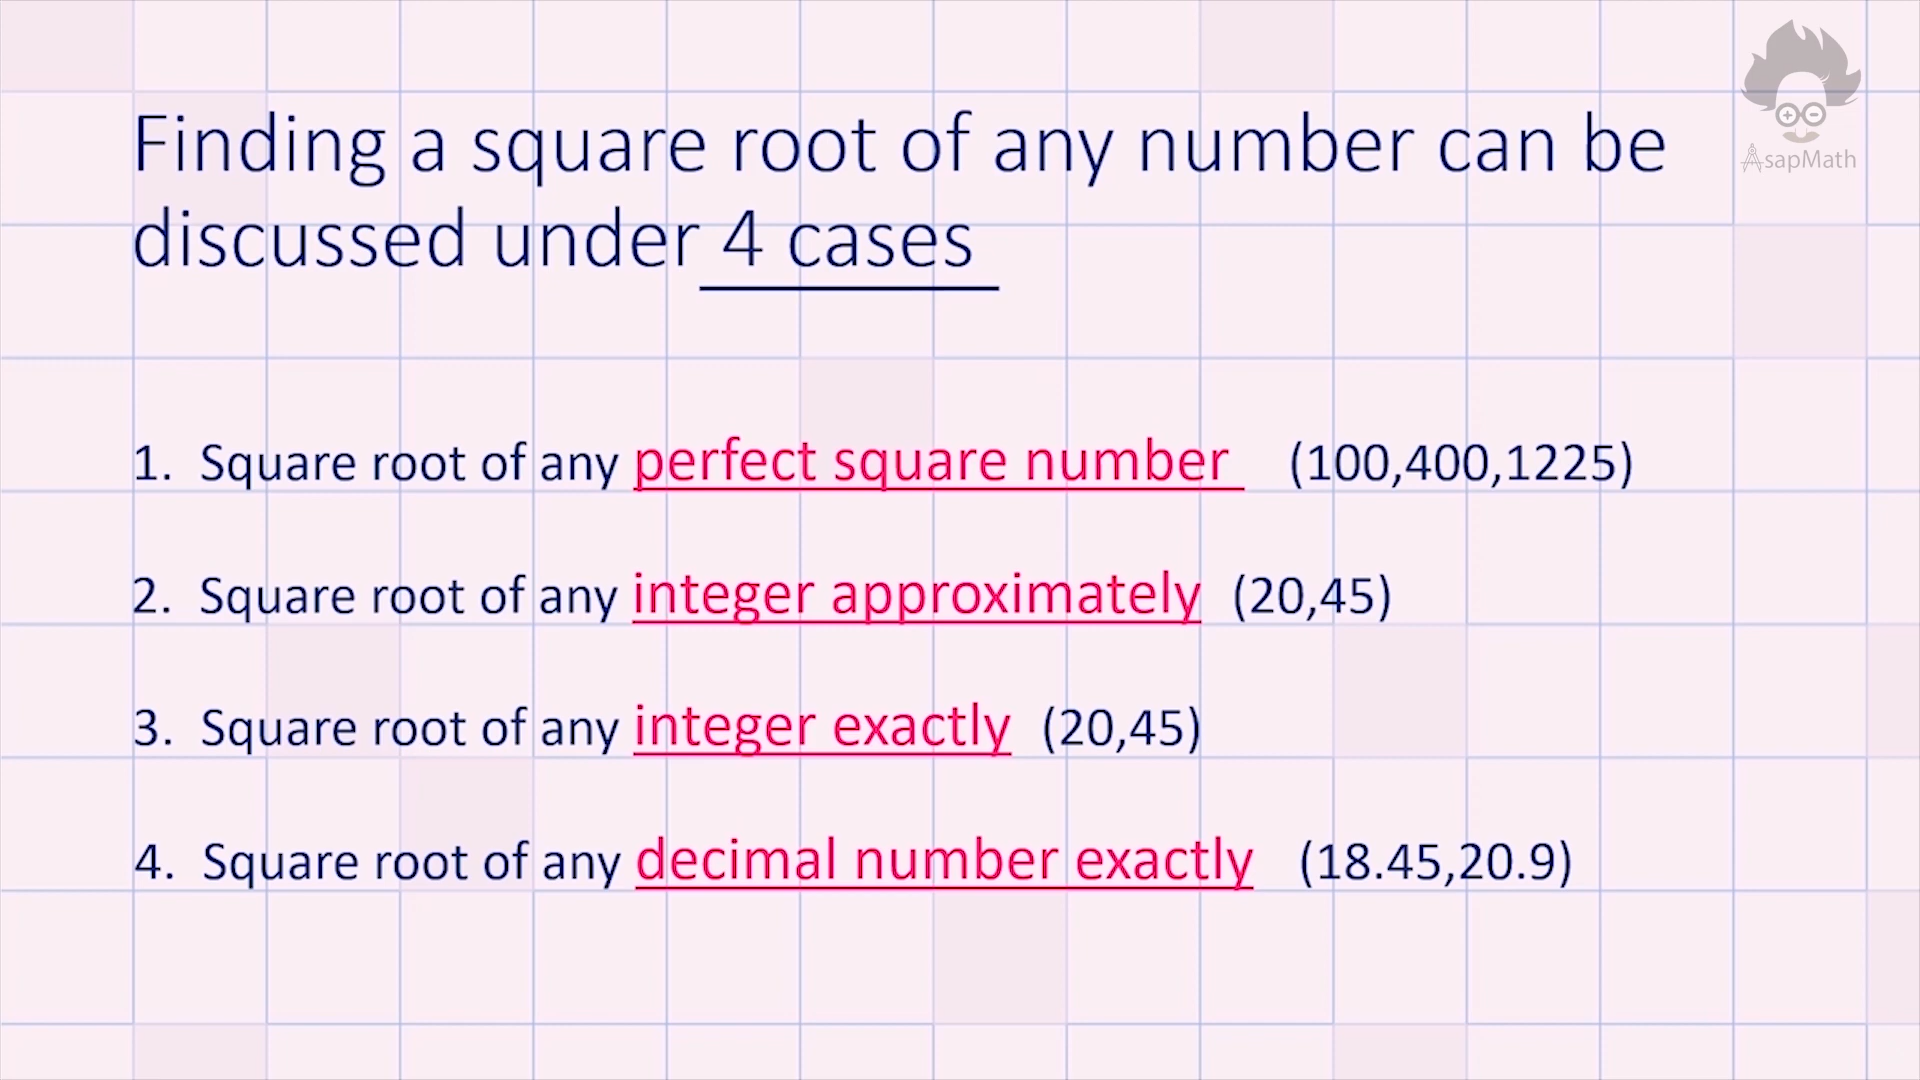 AsapMath
Finding a square root of any number can be
discussed under 4 cases
1. Square root of any perfect square number (100,400,1225)
2. Square root of any integer approximately (20,45)
3. Square root of any integer exactly (20,45)
4. Square root of any decimal number exactly (18.45,20.9)